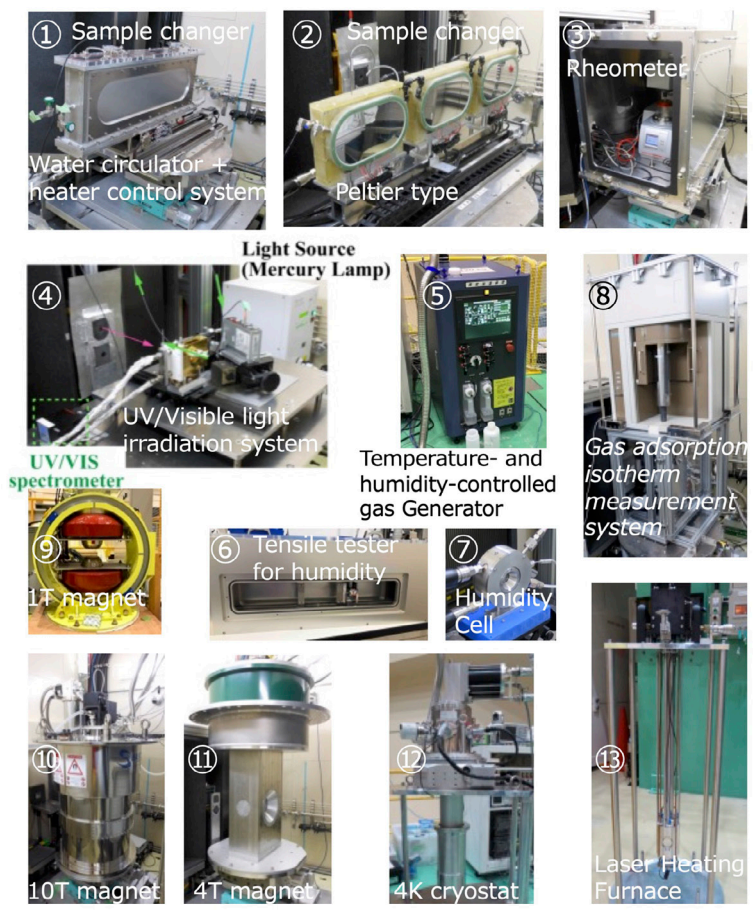 ① Sample changer
Water circulator +
heater control system
② Sample changer
Peltier type
③
Rheometer
Light Source
(Mercury Lamp)
④
UV/Visible light
irradiation system
UV/VIS
spectrometer
⑤
Temperature- and
humidity-controlled
gas Generator
⑧
Gas adsorption
isotherm
measurement
system
⑨
1T magnet
⑥ Tensile tester
for humidity
⑦
Humidity
Cell
⑩
10T magnet
⑪
4T magnet
⑫
4K cryostat
⑬
Laser Heating
Furnace